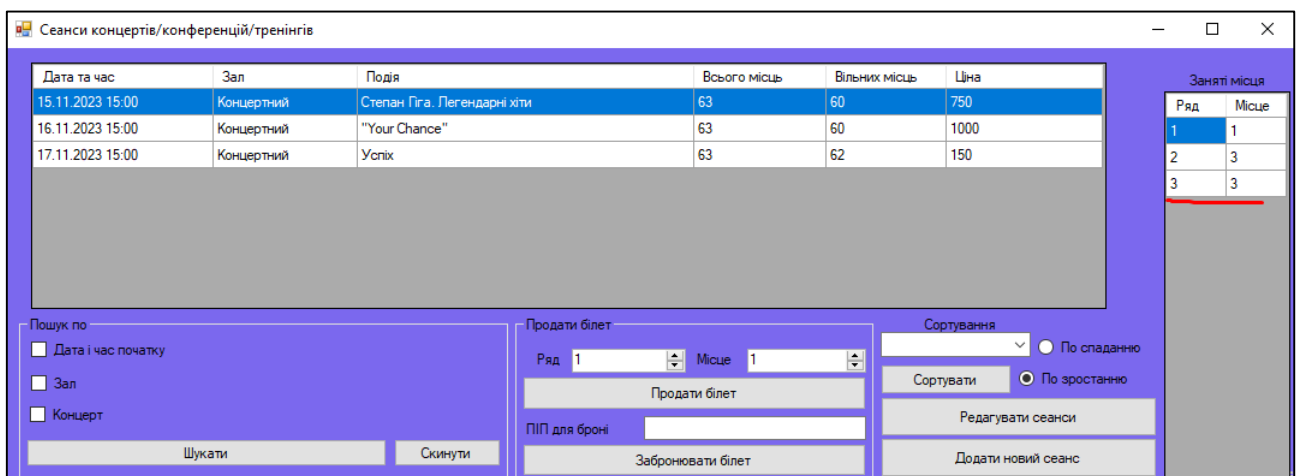 Сеанси концертів/конференцій/тренінгів
Дата та час Зал Подія Всього місць Вільних місць Ціна
15.11.2023 15:00 Концертний Степан Гіга. Легендарні хіти 63 60 750
16.11.2023 15:00 Концертний "Your Chance" 63 60 1000
17.11.2023 15:00 Концертний Успіх 63 62 150
Заняті місця
Ряд Місце
1 1
2 3
3 3
Пошук по
Дата і час початку
Зал
Концерт
Шукати Скинути
Продати білет
Ряд 1 Місце 1
Продати білет
ПІП для броні
Забронювати білет
Сортування
По спаданню
Сортувати По зростанню
Редагувати сеанси
Додати новий сеанс